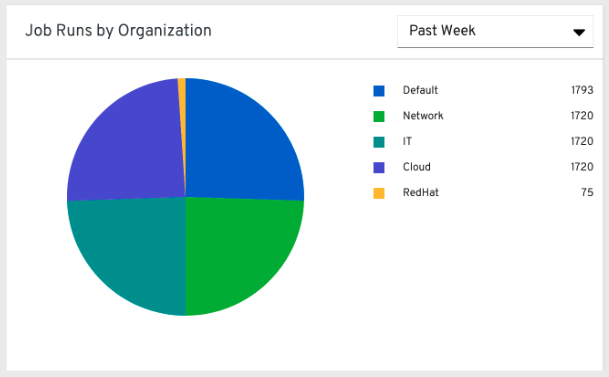 Job Runs by Organization
Past Week
Default 1793
Network 1720
IT 1720
Cloud 1720
RedHat 75